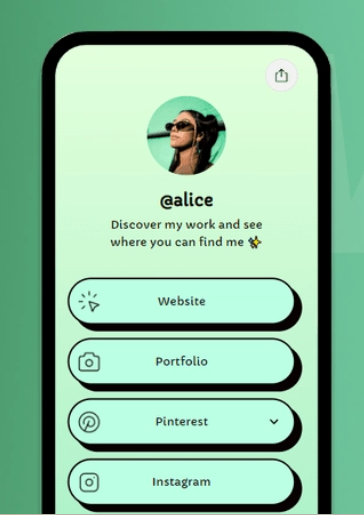 @alice
Discover my work and see
where you can find me ✨
Website
Portfolio
Pinterest
Instagram